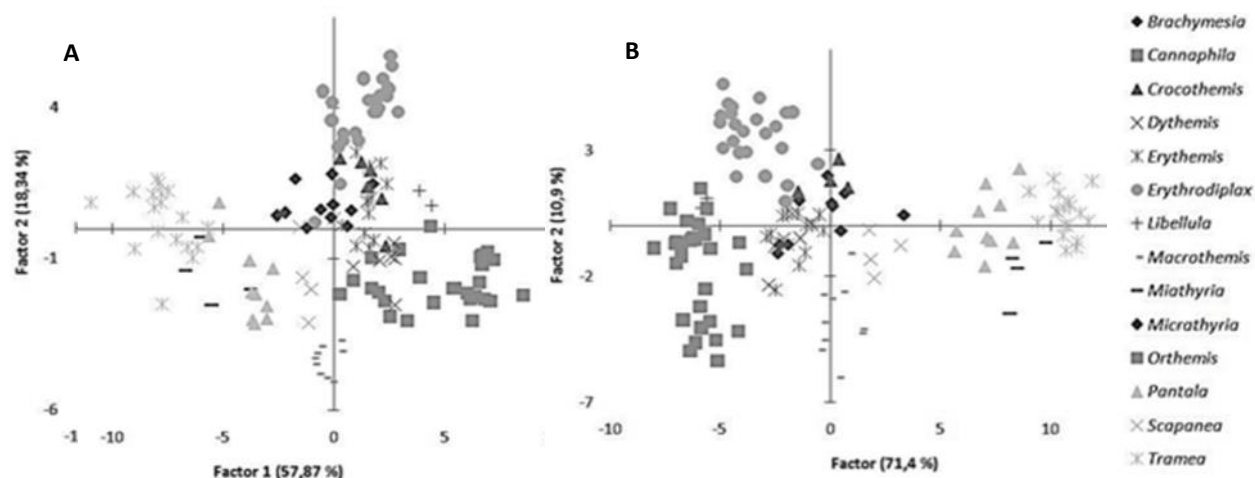 A
4
-1
-6
-1 -10 -5 0 5
Factor 2 (18,34 %)
Factor 1 (57,87 %)
B
3
-2
-7
-10 -5 0 5 10
Factor 2 (10,9 %)
Factor (71,4 %)
Brachymesia
Cannaphila
Crocothemis
Dythemis
Erythemis
Erythrodiplax
Libellula
Macrothemis
Miathyria
Micrathyria
Orthemis
Pantala
Scapanea
Tramea